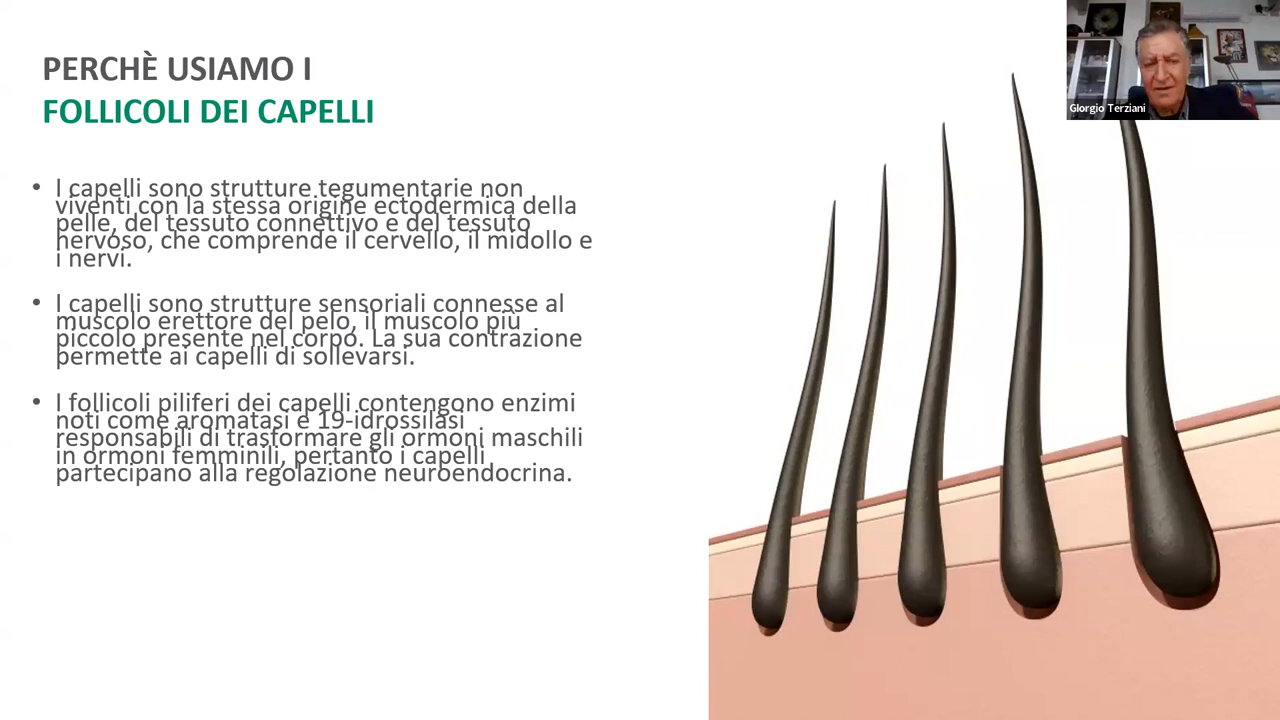 PERCHÈ USIAMO I
FOLLICOLI DEI CAPELLI
• I capelli sono strutture tegumentarie non
viventi con la stessa origine ectodermica della
pelle, del tessuto connettivo e del tessuto
nervoso, che comprende il cervello, il midollo e
i nervi.
• I capelli sono strutture sensoriali connesse al
muscolo erettore del pelo, il muscolo più
piccolo presente nel corpo. La sua contrazione
permette ai capelli di sollevarsi.
• I follicoli piliferi dei capelli contengono enzimi
noti come aromatasi e 19-idrossilasi
responsabili di trasformare gli ormoni maschili
in ormoni femminili, pertanto i capelli
partecipano alla regolazione neuroendocrina.
GIorgio Terziani